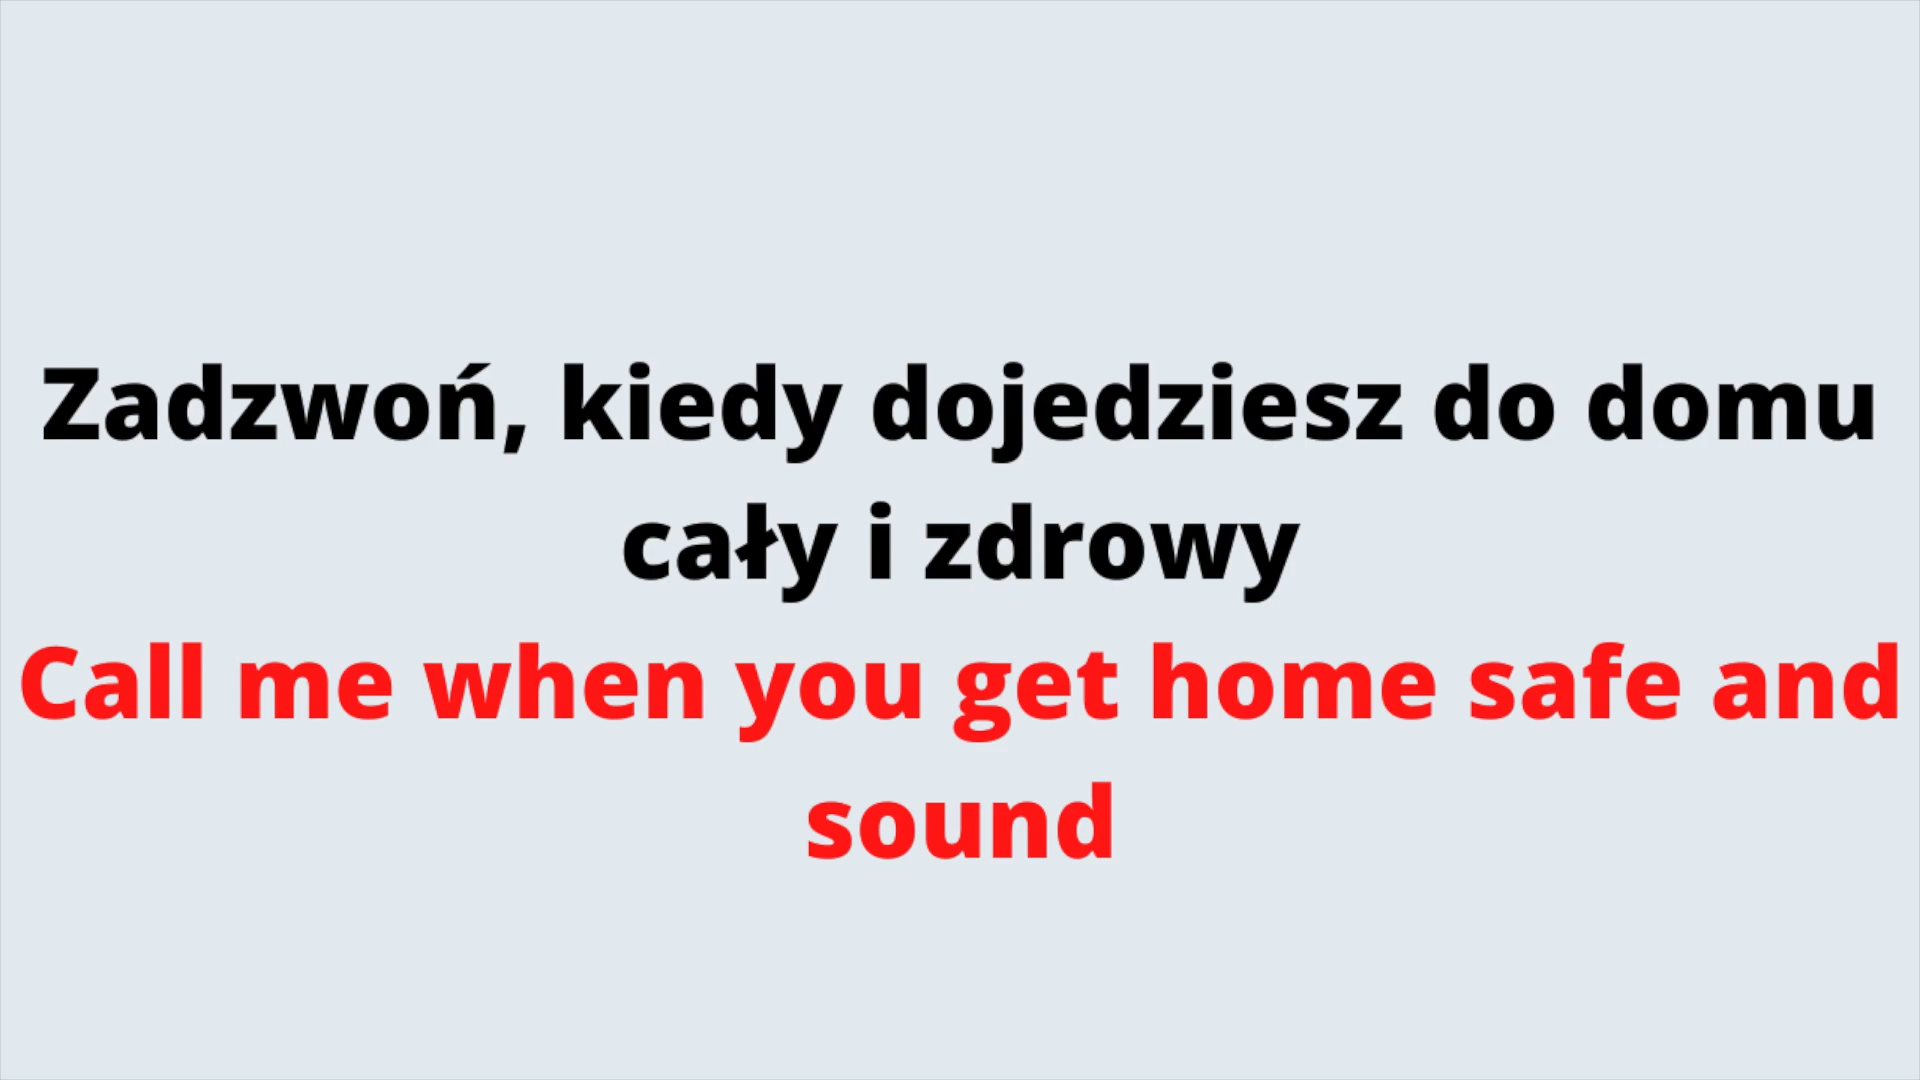 Zadzwoń, kiedy dojedziesz do domu
cały i zdrowy
Call me when you get home safe and
sound